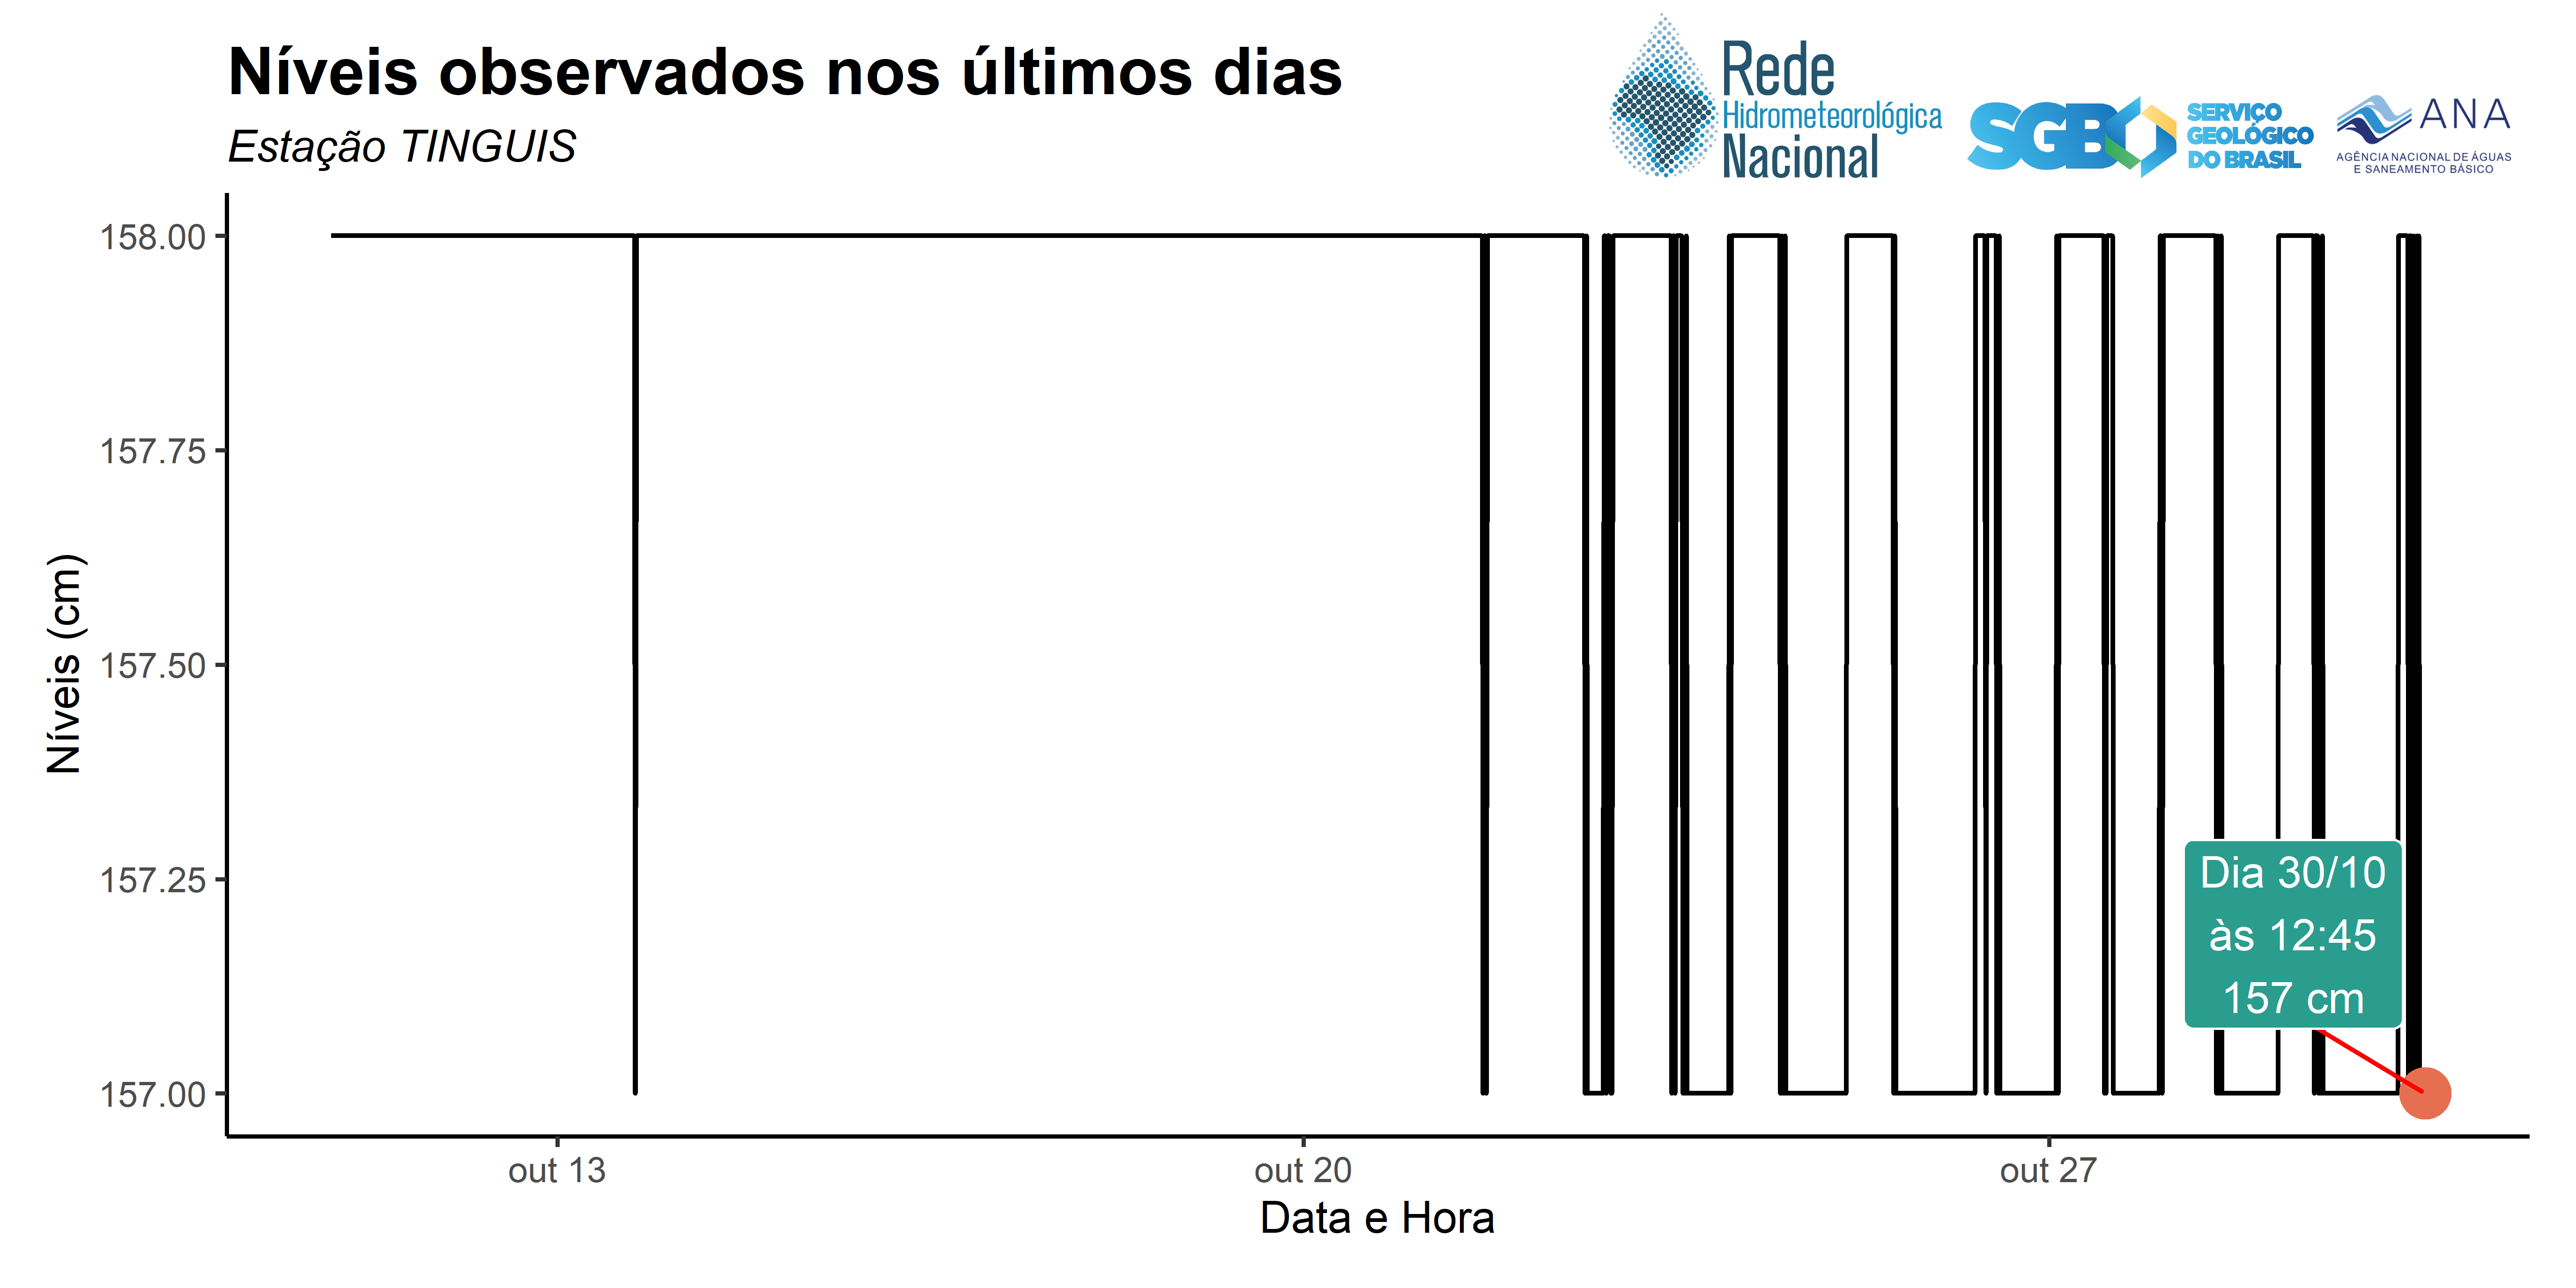 Níveis observados nos últimos dias
Estação TINGUIS
Rede
Hidrometeorológica
Nacional
SGB
SERVIÇO
GEOLÓGICO
DO BRASIL
ANA
AGÊNCIA NACIONAL DE ÁGUAS
E SANEAMENTO BÁSICO
Níveis (cm)
158.00
157.75
157.50
157.25
157.00
Dia 30/10
às 12:45
157 cm
out 13
out 20
out 27
Data e Hora